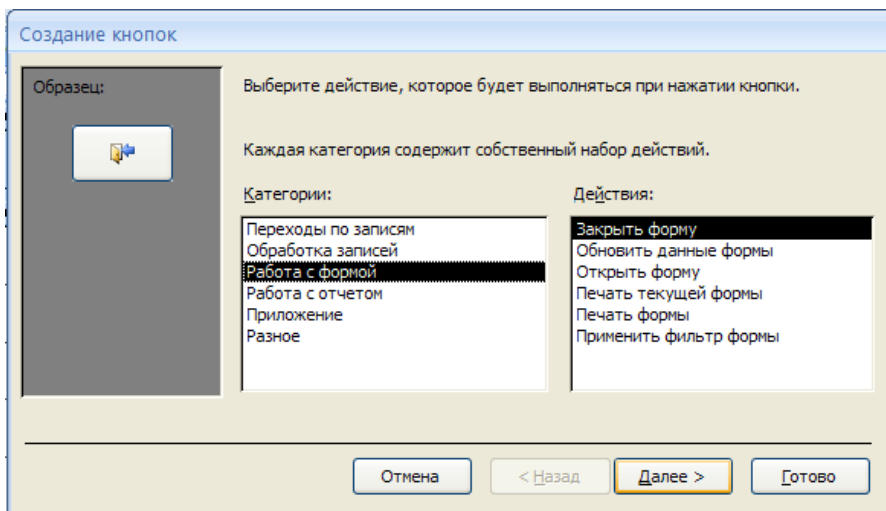 Создание кнопок
Образец:
Выберите действие, которое будет выполняться при нажатии кнопки.
Каждая категория содержит собственный набор действий.
Категории:
Переходы по записям
Обработка записей
Работа с формой
Работа с отчетом
Приложение
Разное
Действия:
Закрыть форму
Обновить данные формы
Открыть форму
Печать текущей формы
Печать формы
Применить фильтр формы
Отмена
< Назад
Далее >
Готово